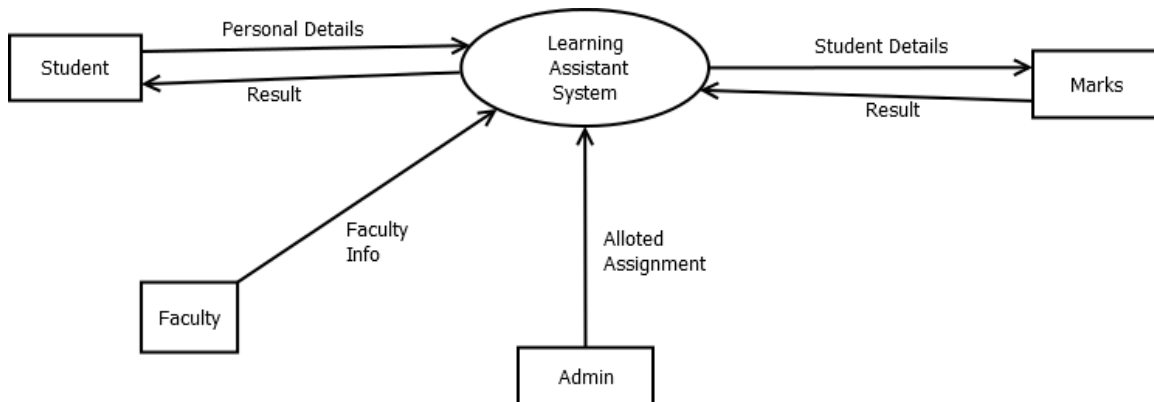 Personal Details
Student
Result
Learning
Assistant
System
Student Details
Marks
Result
Faculty
Info
Alloted
Assignment
Faculty
Admin